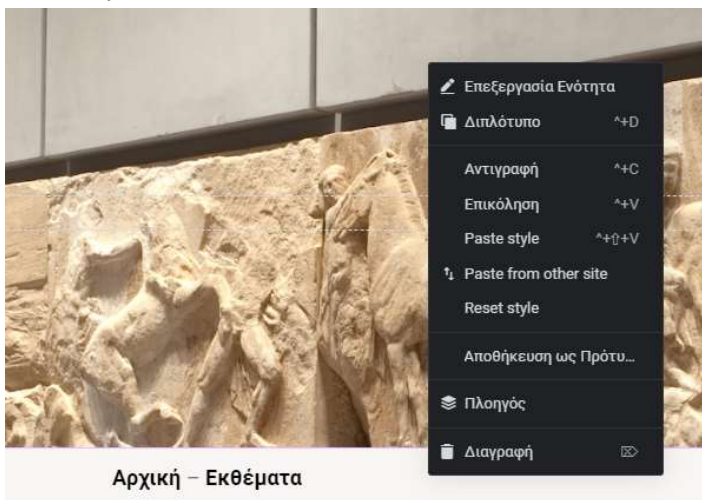 Επεξεργασία Ενότητα
Διπλότυπο ^+D
Αντιγραφή ^+C
Επικόληση ^+V
Paste style ^+⇧+V
Paste from other site
Reset style
Αποθήκευση ως Πρότυ...
Πλοηγός
Διαγραφή ⌦
Αρχική – Εκθέματα